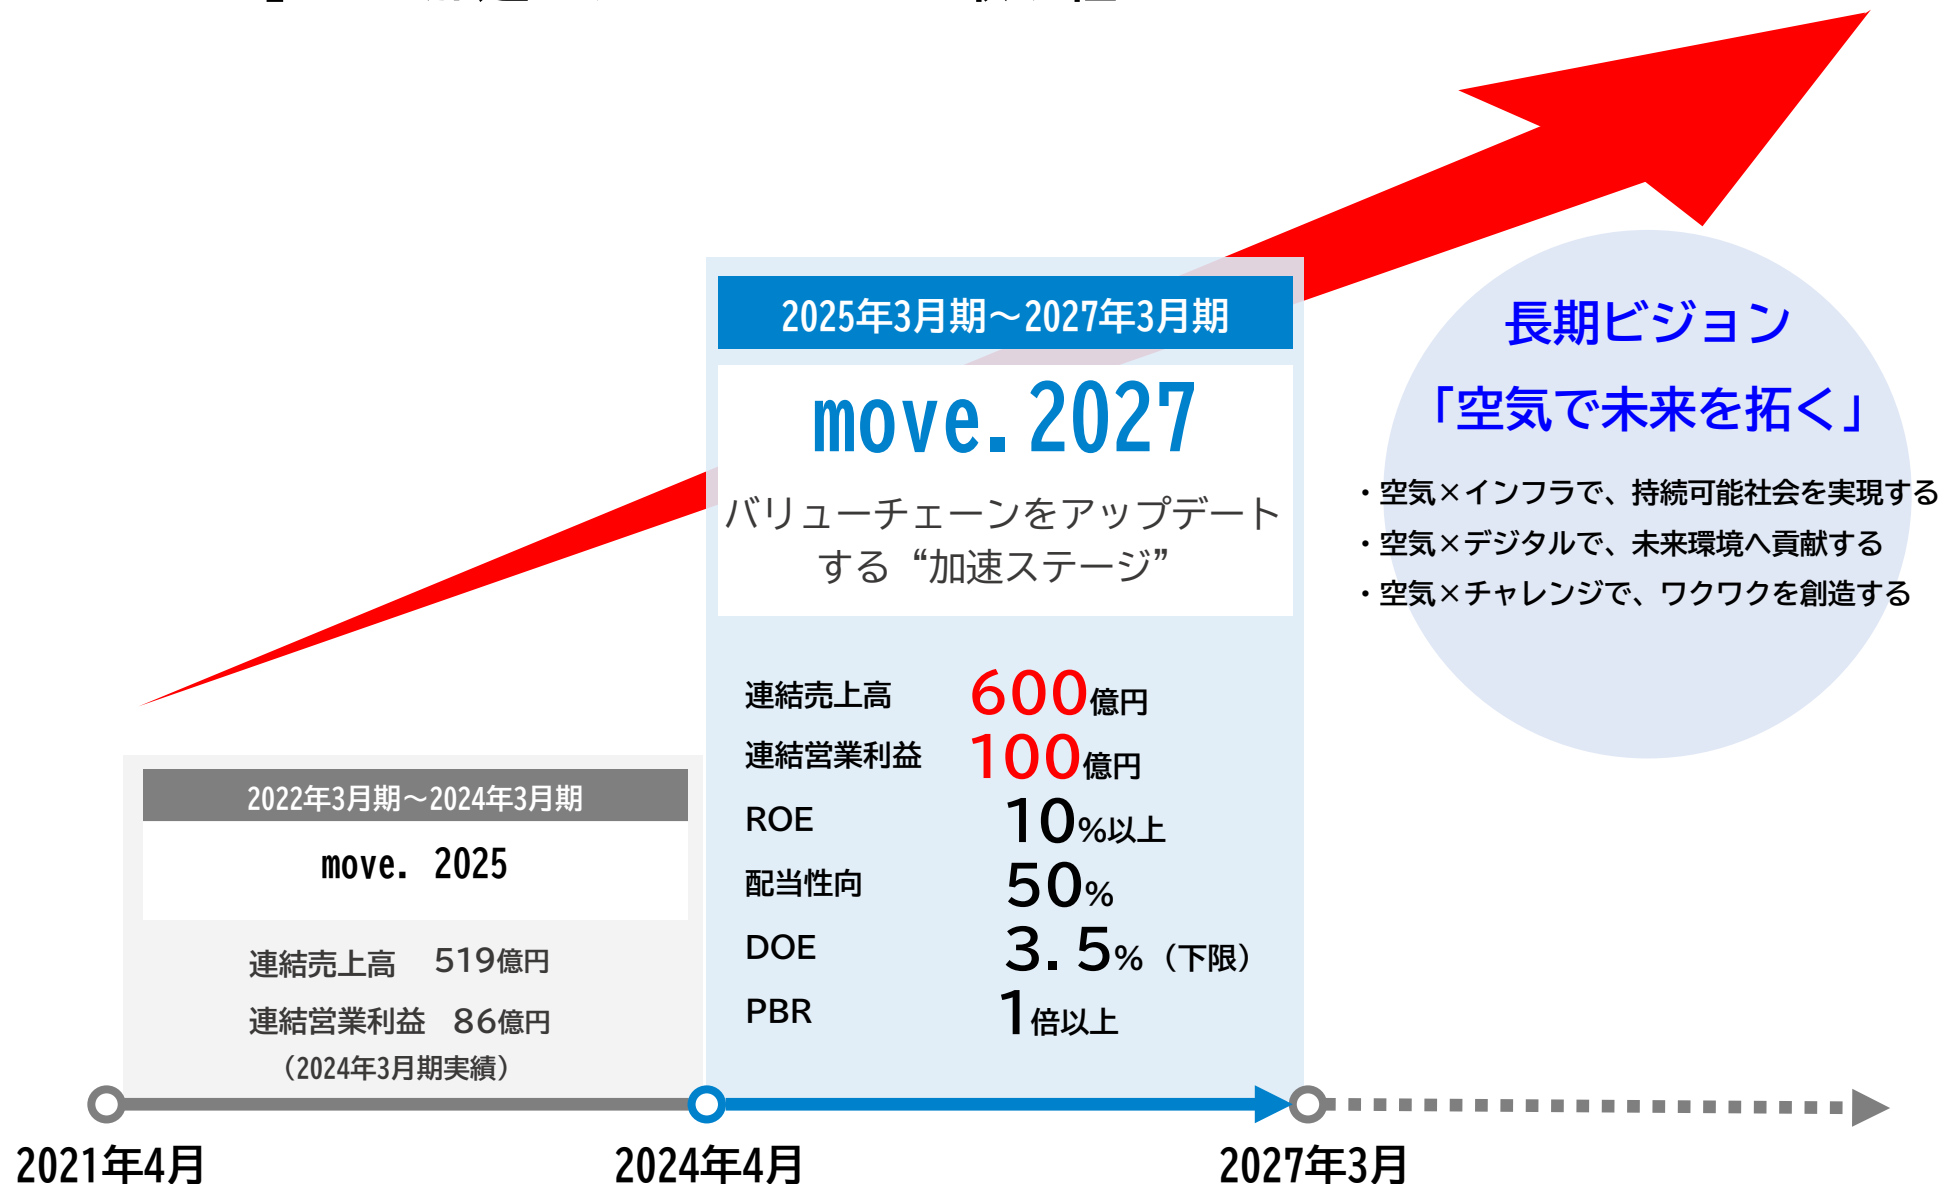 2025年3月期～2027年3月期
move.2027
バリューチェーンをアップデート
する“加速ステージ”
連結売上高 600億円
連結営業利益 100億円
ROE 10%以上
配当性向 50%
DOE 3.5%（下限）
PBR 1倍以上
長期ビジョン
「空気で未来を拓く」
・空気×インフラで、持続可能社会を実現する
・空気×デジタルで、未来環境へ貢献する
・空気×チャレンジで、ワクワクを創造する
2022年3月期～2024年3月期
move. 2025
連結売上高 519億円
連結営業利益 86億円
（2024年3月期実績）
2021年4月 2024年4月 2027年3月